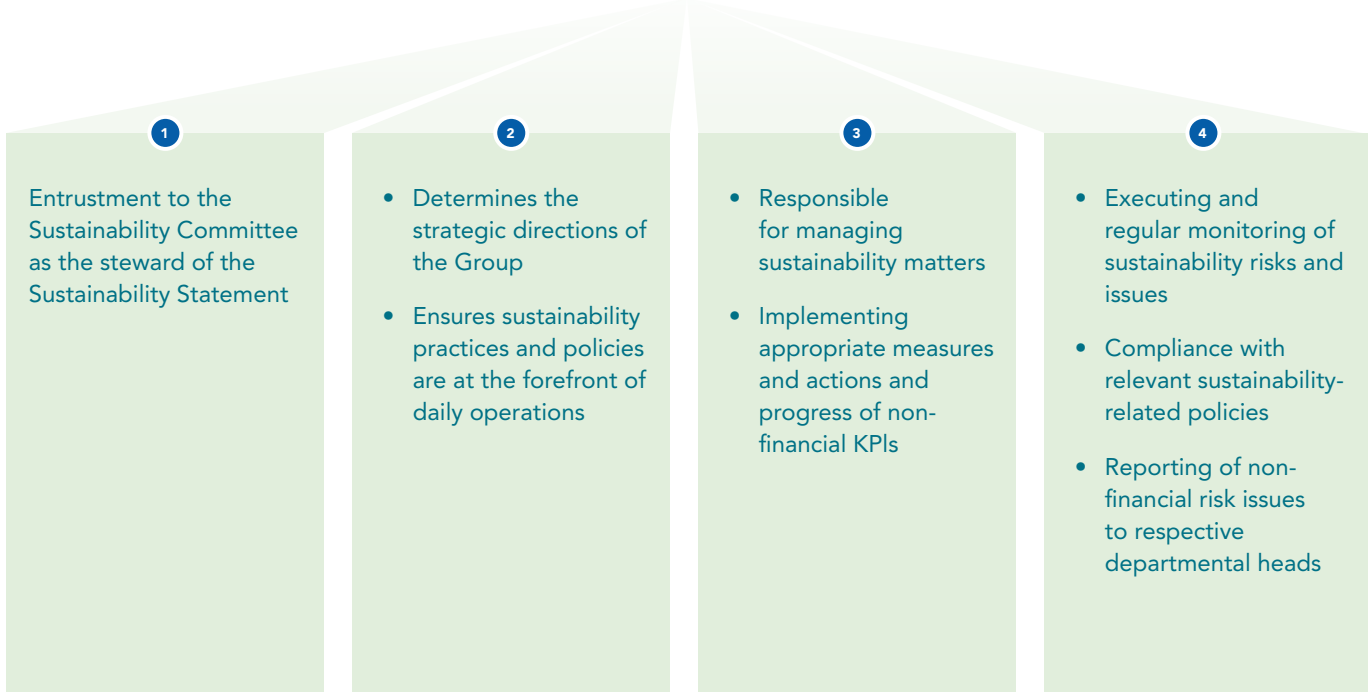 1
Entrustment to the
Sustainability Committee
as the steward of the
Sustainability Statement
2
• Determines the
strategic directions of
the Group
• Ensures sustainability
practices and policies
are at the forefront of
daily operations
3
• Responsible
for managing
sustainability matters
• Implementing
appropriate measures
and actions and
progress of non-
financial KPIs
4
• Executing and
regular monitoring of
sustainability risks and
issues
• Compliance with
relevant sustainability-
related policies
• Reporting of non-
financial risk issues
to respective
departmental heads